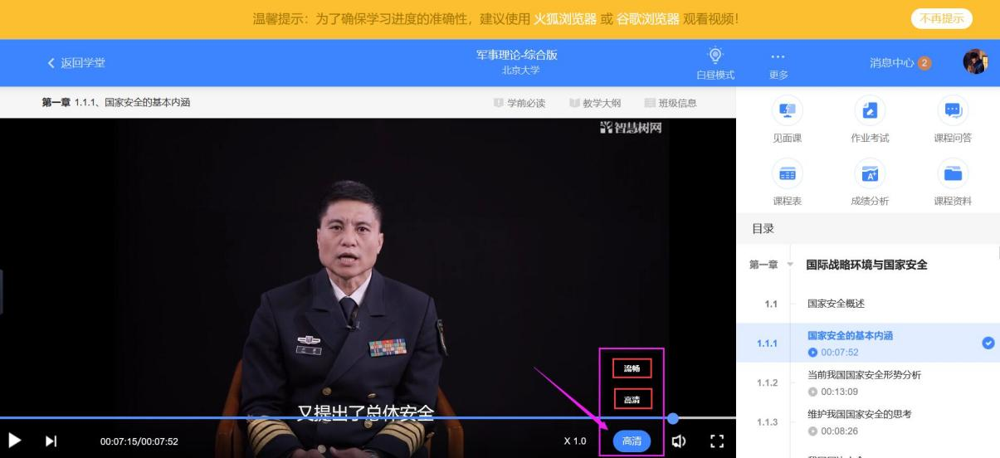 温馨提示：为了确保学习进度的准确性，建议使用 火狐浏览器 或 谷歌浏览器 观看视频！
不再提示
返回学堂
军事理论-综合版
北京大学
白昼模式
更多
消息中心 2
第一章 1.1.1、国家安全的基本内涵
学前必读
教学大纲
班级信息
智慧树网
又提出了总体安全
流畅
高清
00:07:15/00:07:52
X 1.0
高清
见面课
作业考试
课程问答
课程表
成绩分析
课程资料
目录
第一章 国际战略环境与国家安全
1.1 国家安全概述
1.1.1 国家安全的基本内涵
00:07:52
1.1.2 当前我国国家安全形势分析
00:13:09
1.1.3 维护我国国家安全的思考
00:08:26